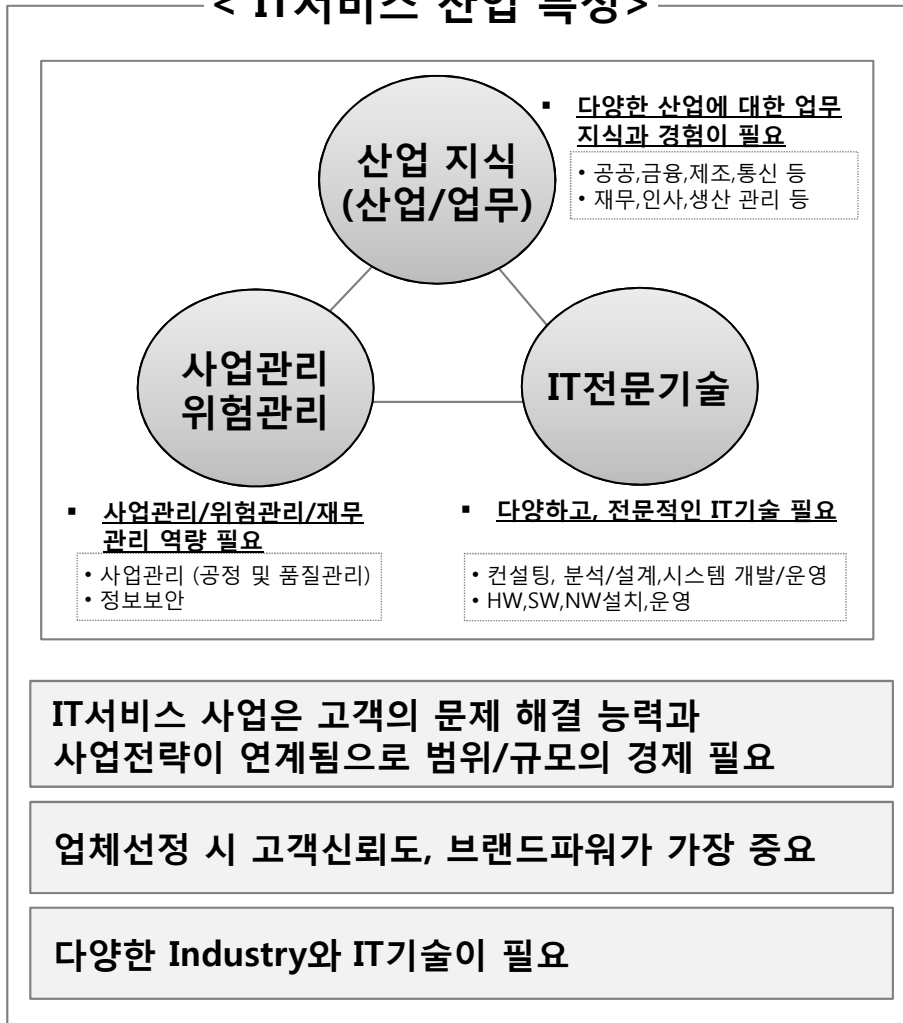 < IT서비스 산업 특징>
산업 지식
(산업/업무)
▪ 다양한 산업에 대한 업무
지식과 경험이 필요
• 공공,금융,제조,통신 등
• 재무,인사,생산 관리 등
사업관리
위험관리
IT전문기술
▪ 사업관리/위험관리/재무
관리 역량 필요
• 사업관리 (공정 및 품질관리)
• 정보보안
▪ 다양하고, 전문적인 IT기술 필요
• 컨설팅, 분석/설계,시스템 개발/운영
• HW,SW,NW설치,운영
IT서비스 사업은 고객의 문제 해결 능력과
사업전략이 연계됨으로 범위/규모의 경제 필요
업체선정 시 고객신뢰도, 브랜드파워가 가장 중요
다양한 Industry와 IT기술이 필요